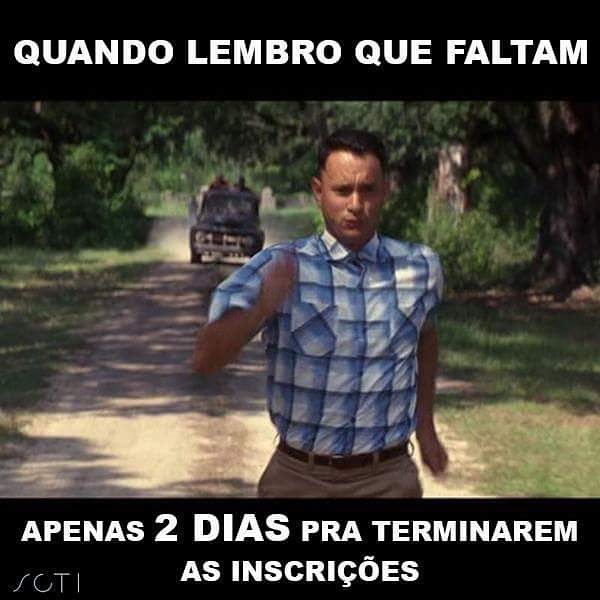 QUANDO LEMBRO QUE FALTAM
APENAS 2 DIAS PRA TERMINAREM
AS INSCRIÇÕES
SCTI